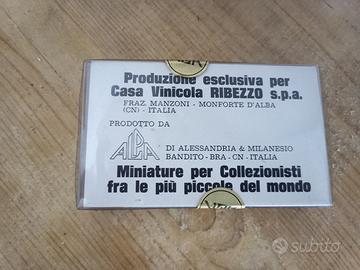 Produzione esclusiva per
Casa Vinicola RIBEZZO s.p.a.
FRAZ. MANZONI - MONFORTE D'ALBA
(CN) - ITALIA
PRODOTTO DA
ALBA
DI ALESSANDRIA & MILANESIO
BANDITO - BRA - CN - ITALIA
Miniature per Collezionisti
fra le più piccole del mondo
subito